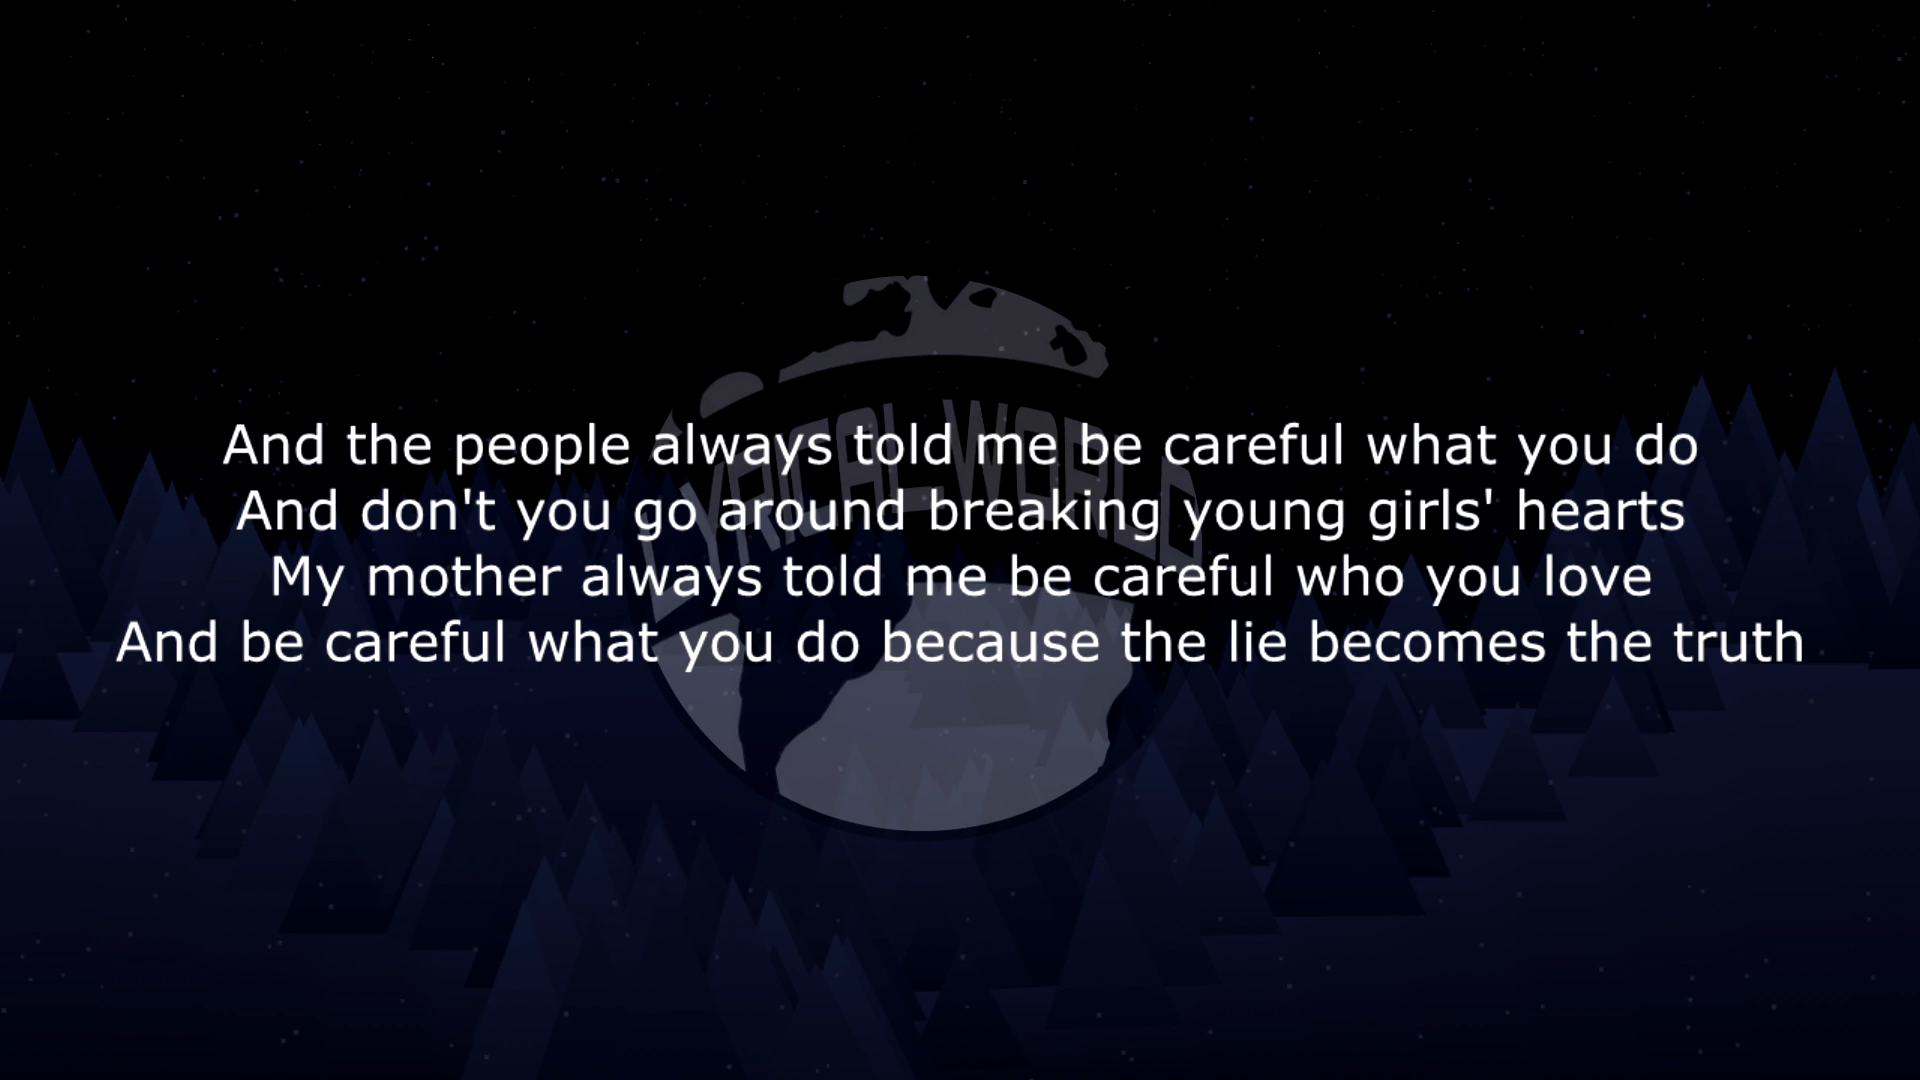 And the people always told me be careful what you do
And don't you go around breaking young girls' hearts
My mother always told me be careful who you love
And be careful what you do because the lie becomes the truth
LYRICAL WORLD